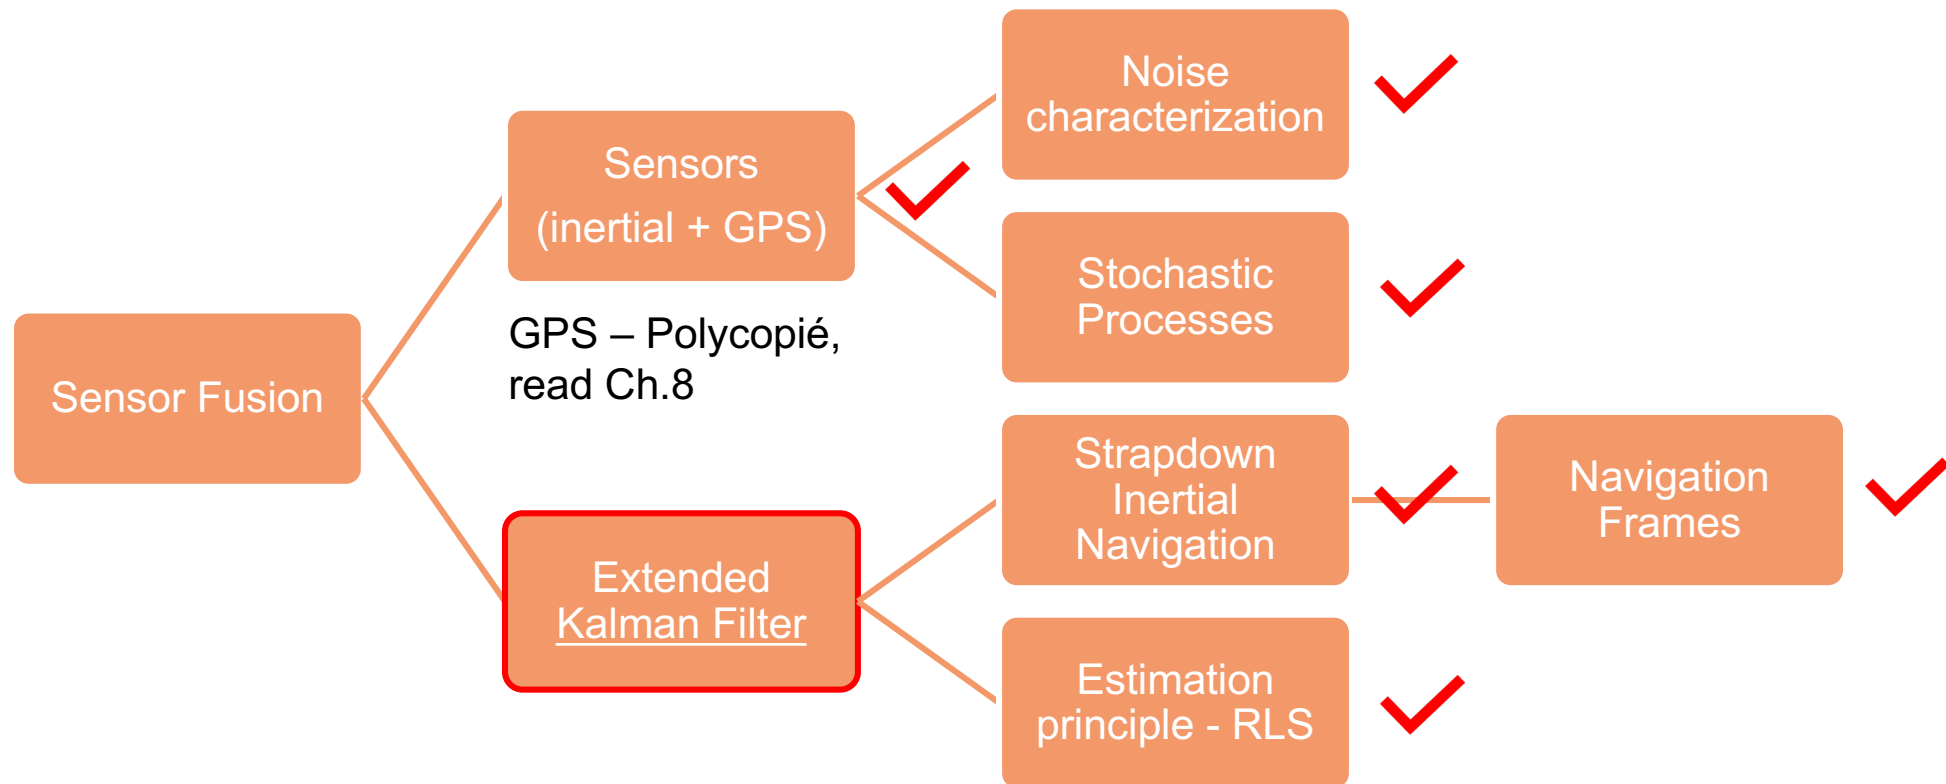 Noise
characterization
Sensors
(inertial + GPS)
Stochastic
Processes
GPS – Polycopié,
read Ch.8
Sensor Fusion
Strapdown
Inertial
Navigation
Navigation
Frames
Extended
Kalman Filter
Estimation
principle - RLS